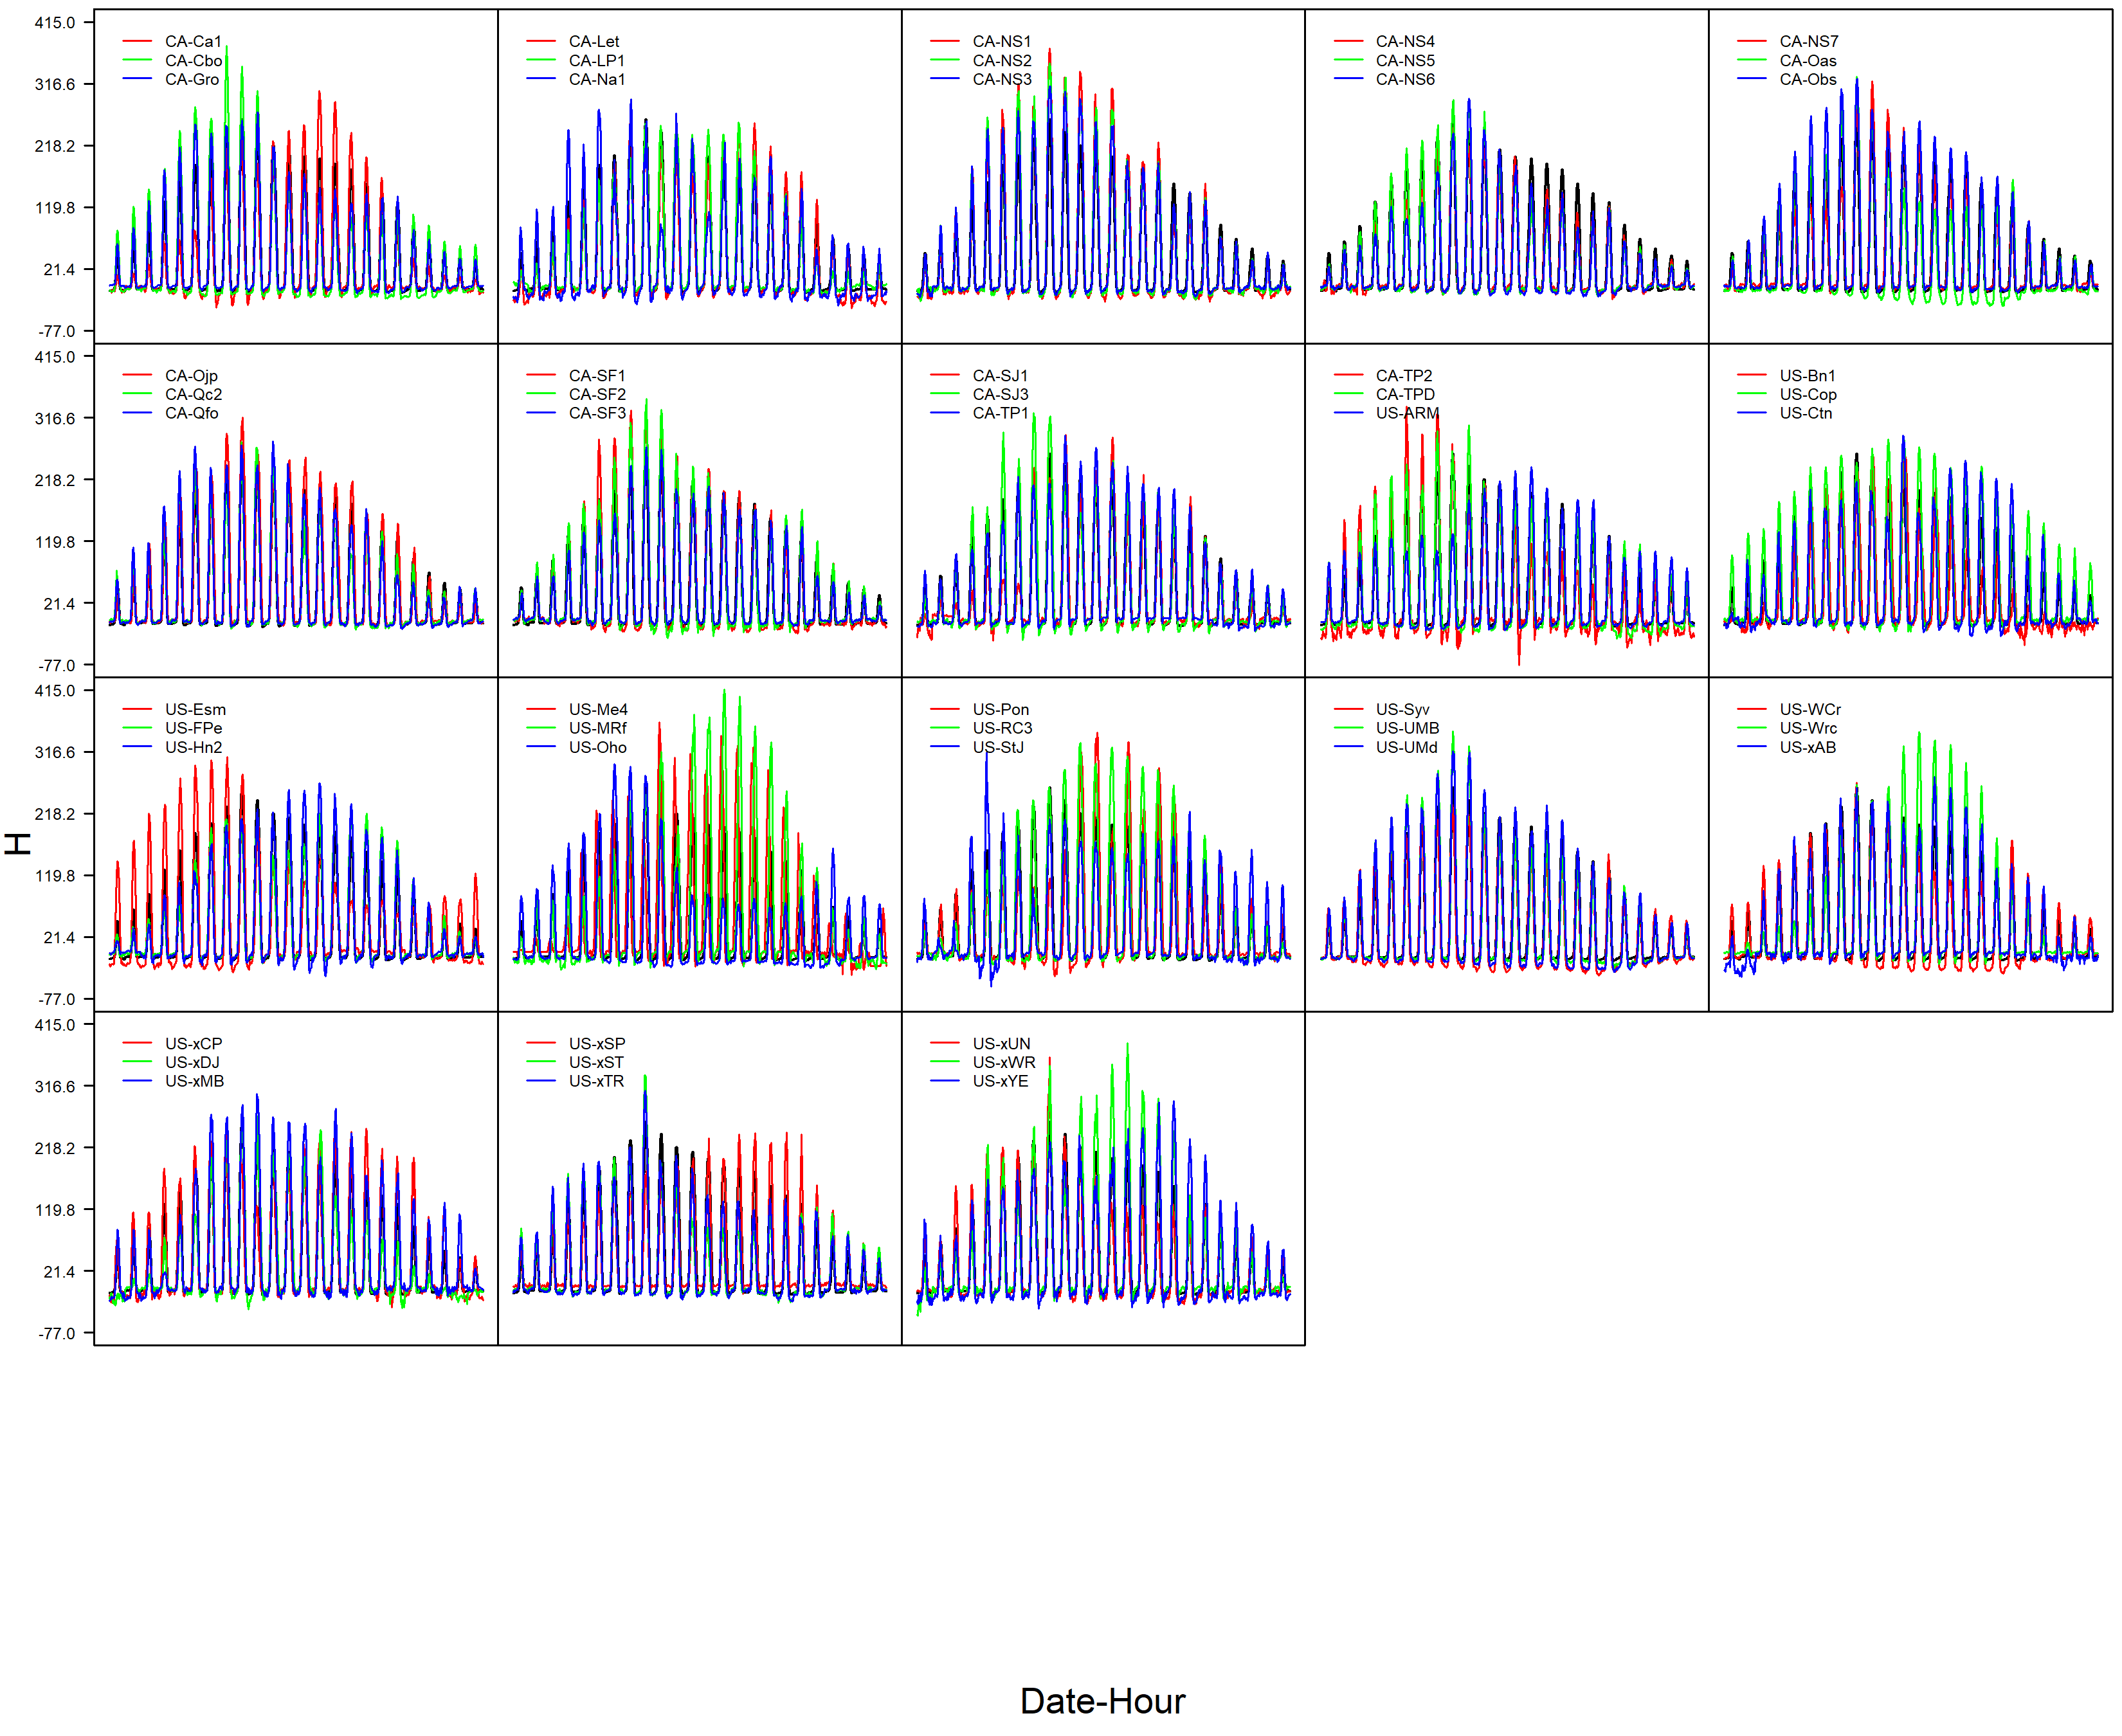 415.0
316.6
218.2
119.8
21.4
-77.0
CA-Ca1
CA-Cbo
CA-Gro
CA-Let
CA-LP1
CA-Na1
CA-NS1
CA-NS2
CA-NS3
CA-NS4
CA-NS5
CA-NS6
CA-NS7
CA-Oas
CA-Obs
415.0
316.6
218.2
119.8
21.4
-77.0
CA-Ojp
CA-Qc2
CA-Qfo
CA-SF1
CA-SF2
CA-SF3
CA-SJ1
CA-SJ3
CA-TP1
CA-TP2
CA-TPD
US-ARM
US-Bn1
US-Cop
US-Ctn
H
415.0
316.6
218.2
119.8
21.4
-77.0
US-Esm
US-FPe
US-Hn2
US-Me4
US-MRf
US-Oho
US-Pon
US-RC3
US-StJ
US-Syv
US-UMB
US-UMd
US-WCr
US-Wrc
US-xAB
415.0
316.6
218.2
119.8
21.4
-77.0
US-xCP
US-xDJ
US-xMB
US-xSP
US-xST
US-xTR
US-xUN
US-xWR
US-xYE
Date-Hour